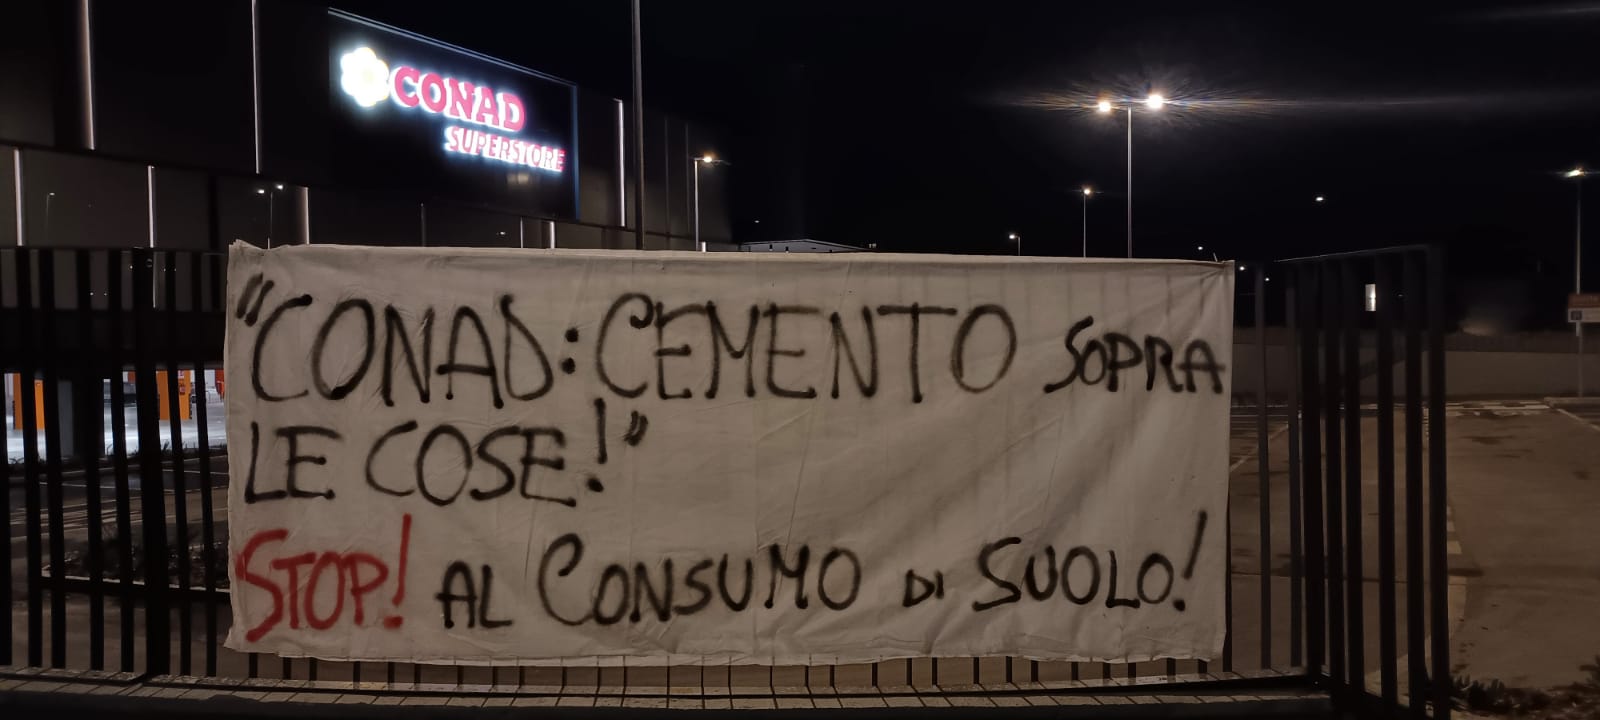 CONAD
SUPERSTORE
"CONAD: CEMENTO SOPRA
LE COSE!"
STOP! AL CONSUMO DI SUOLO!